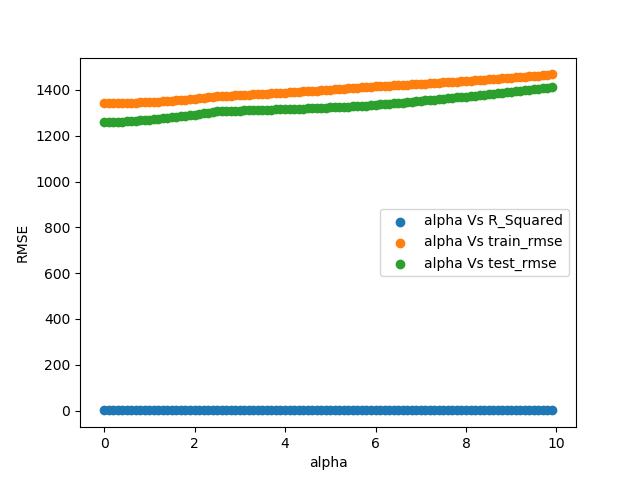 1400
1200
1000
800
600
400
200
0
RMSE
alpha Vs R_Squared
alpha Vs train_rmse
alpha Vs test_rmse
0 2 4 6 8 10
alpha